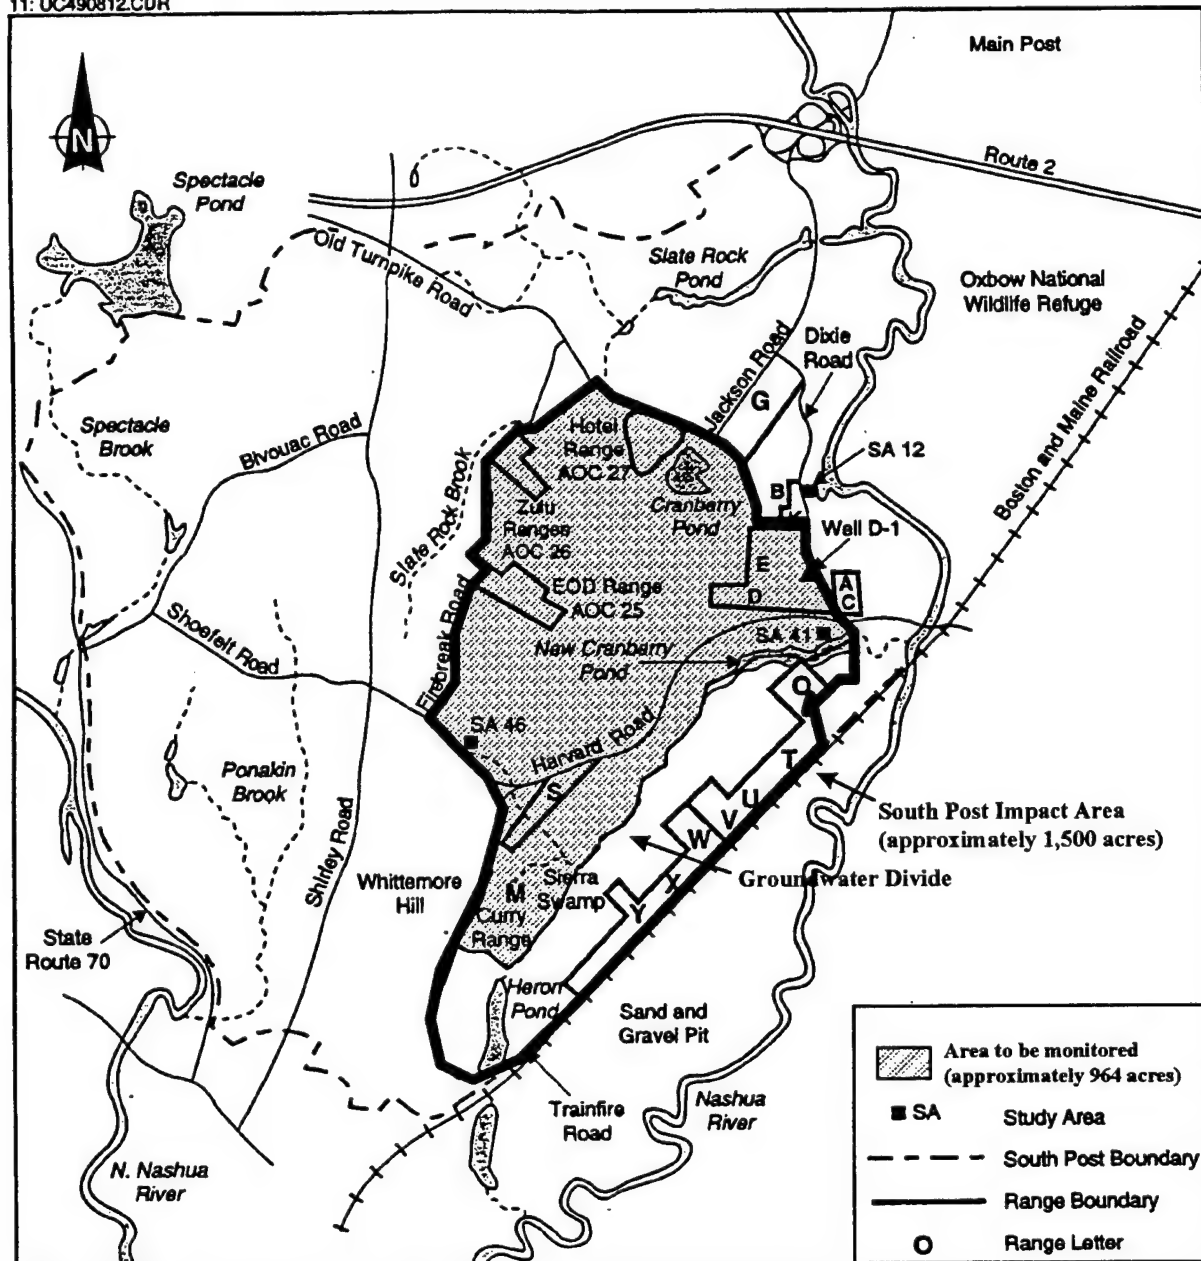 11: UC490812.CDR
Main Post
N
Route 2
Spectacle
Pond
Old Turnpike Road
Slate Rock
Pond
Oxbow National
Wildlife Refuge
Jackson Road
Dixie
Road
G
Boston and Maine Railroad
Spectacle
Brook
Bivouac Road
Slate Rock Brook
Hotel
Range
AOC 27
Cranberry
Pond
SA 12
B
K
Zulu
Ranges
AOC 26
Well D-1
E
D
A
C
EOD Range
AOC 25
SA 41
Shoefelt Road
Firebreak Road
New Cranberry
Pond
O
SA 46
Harvard Road
Ponakin
Brook
S
T
U
V
W
X
Y
South Post Impact Area
(approximately 1,500 acres)
Groundwater Divide
Shirley Road
Whittemore
Hill
M
Sierra
Swamp
Curry
Range
State
Route 70
Heron
Pond
Sand and
Gravel Pit
Trainfire
Road
Nashua
River
N. Nashua
River
Area to be monitored
(approximately 964 acres)
SA Study Area
South Post Boundary
Range Boundary
O Range Letter